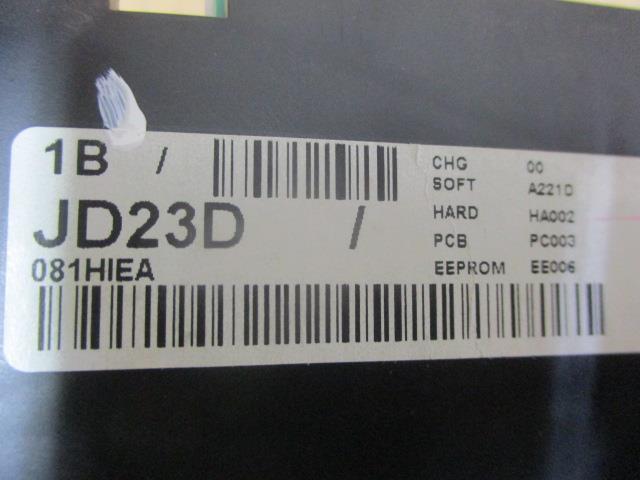 1B /
JD23D /
081HIEA
CHG 00
SOFT A221D
HARD HA002
PCB PC003
EEPROM EE006